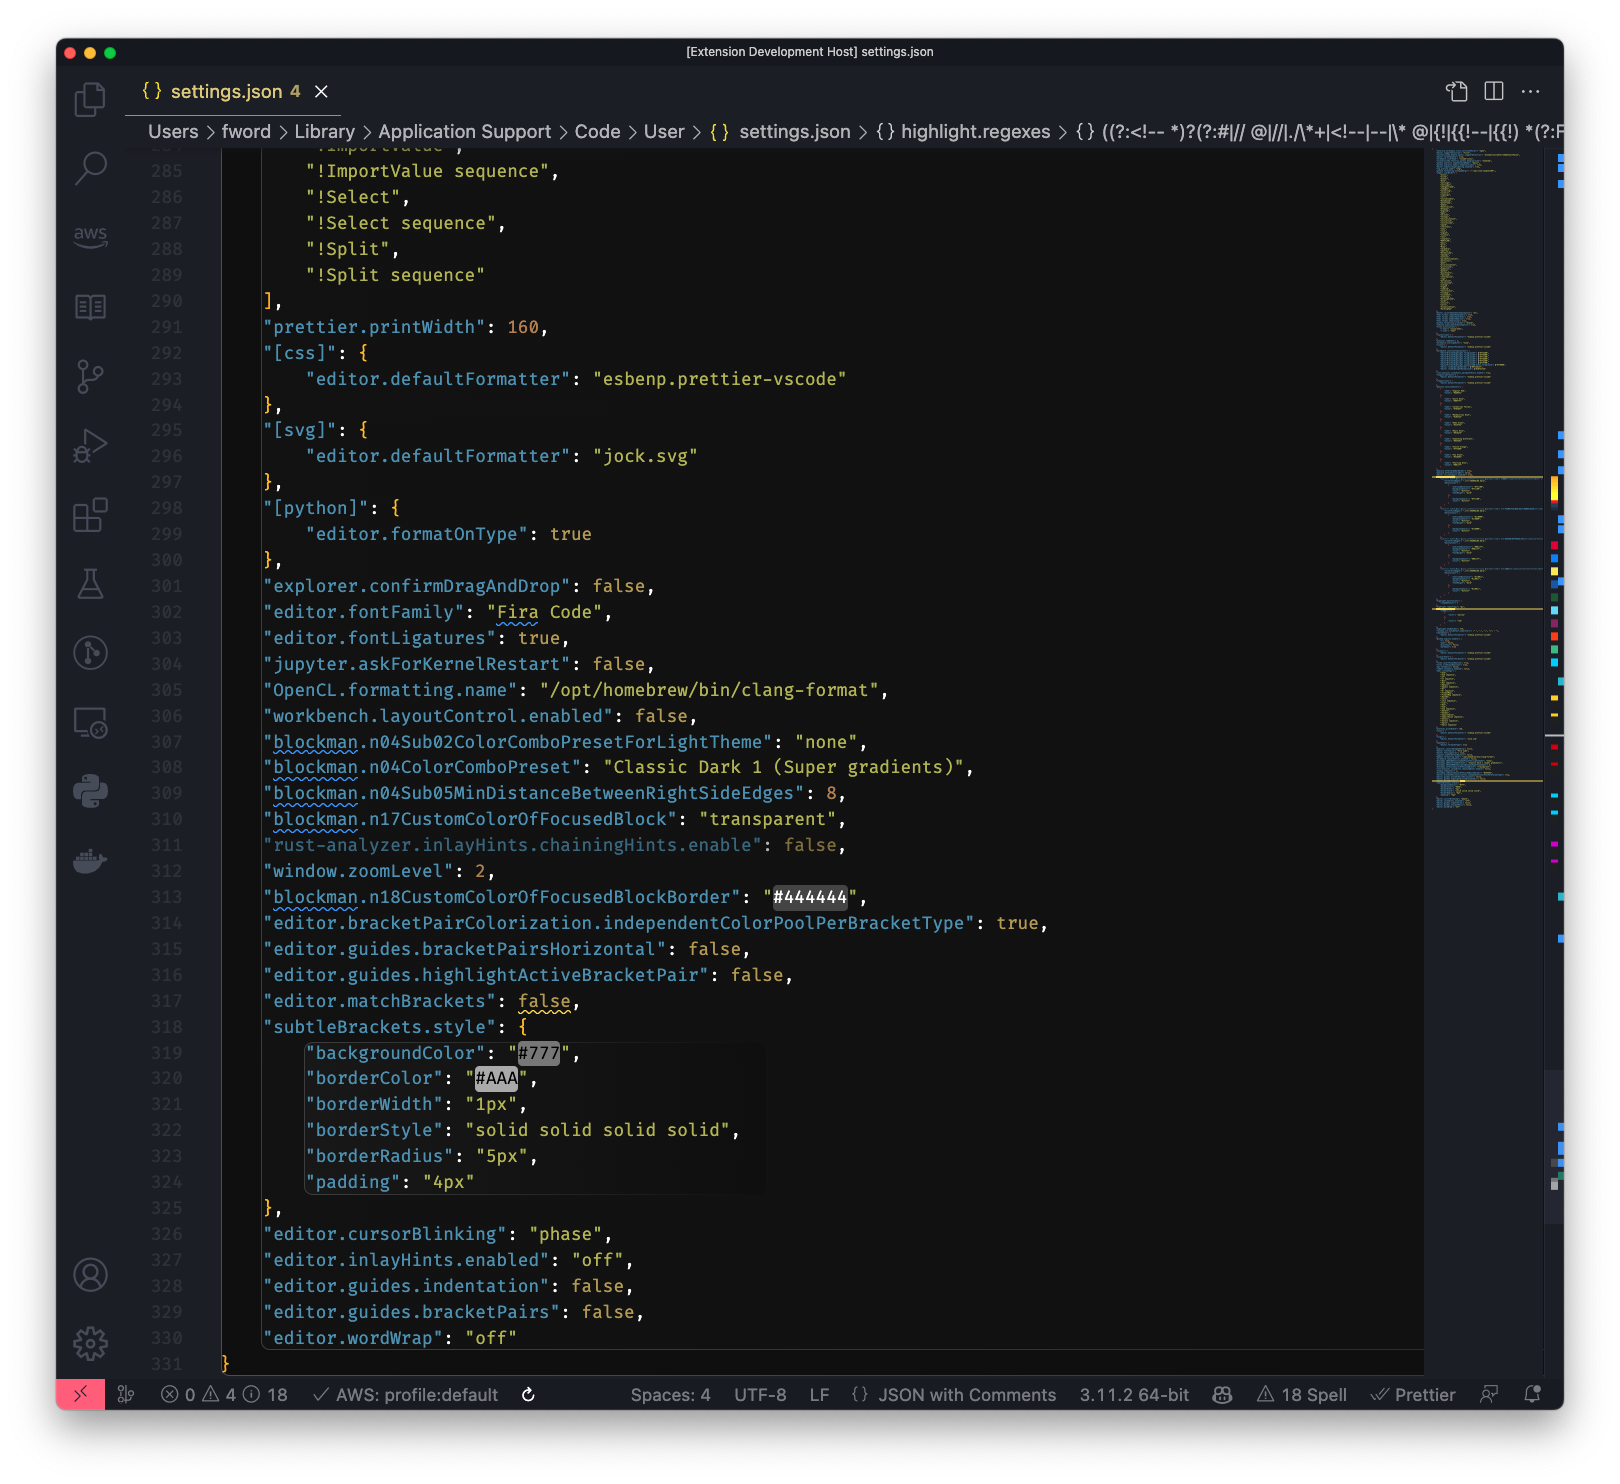 [Extension Development Host] settings.json
{} settings.json 4
Users > fword > Library > Application Support > Code > User > {} settings.json > {} highlight.regexes > {} ((?:<!-- *)?(?:#|// @|//|./\*+|<!--|--|\* @|{!|{{!--|{{!) *(?:F
aws
284 "!ImportValue",
285 "!ImportValue sequence",
286 "!Select",
287 "!Select sequence",
288 "!Split",
289 "!Split sequence"
290 ],
291 "prettier.printWidth": 160,
292 "[css]": {
293 "editor.defaultFormatter": "esbenp.prettier-vscode"
294 },
295 "[svg]": {
296 "editor.defaultFormatter": "jock.svg"
297 },
298 "[python]": {
299 "editor.formatOnType": true
300 },
301 "explorer.confirmDragAndDrop": false,
302 "editor.fontFamily": "Fira Code",
303 "editor.fontLigatures": true,
304 "jupyter.askForKernelRestart": false,
305 "OpenCL.formatting.name": "/opt/homebrew/bin/clang-format",
306 "workbench.layoutControl.enabled": false,
307 "blockman.n04Sub02ColorComboPresetForLightTheme": "none",
308 "blockman.n04ColorComboPreset": "Classic Dark 1 (Super gradients)",
309 "blockman.n04Sub05MinDistanceBetweenRightSideEdges": 8,
310 "blockman.n17CustomColorOfFocusedBlock": "transparent",
311 "rust-analyzer.inlayHints.chainingHints.enable": false,
312 "window.zoomLevel": 2,
313 "blockman.n18CustomColorOfFocusedBlockBorder": "#444444",
314 "editor.bracketPairColorization.independentColorPoolPerBracketType": true,
315 "editor.guides.bracketPairsHorizontal": false,
316 "editor.guides.highlightActiveBracketPair": false,
317 "editor.matchBrackets": false,
318 "subtleBrackets.style": {
319 "backgroundColor": "#777",
320 "borderColor": "#AAA",
321 "borderWidth": "1px",
322 "borderStyle": "solid solid solid solid",
323 "borderRadius": "5px",
324 "padding": "4px"
325 },
326 "editor.cursorBlinking": "phase",
327 "editor.inlayHints.enabled": "off",
328 "editor.guides.indentation": false,
329 "editor.guides.bracketPairs": false,
330 "editor.wordWrap": "off"
331 }
0 4 18 AWS: profile:default Spaces: 4 UTF-8 LF {} JSON with Comments 3.11.2 64-bit 18 Spell Prettier